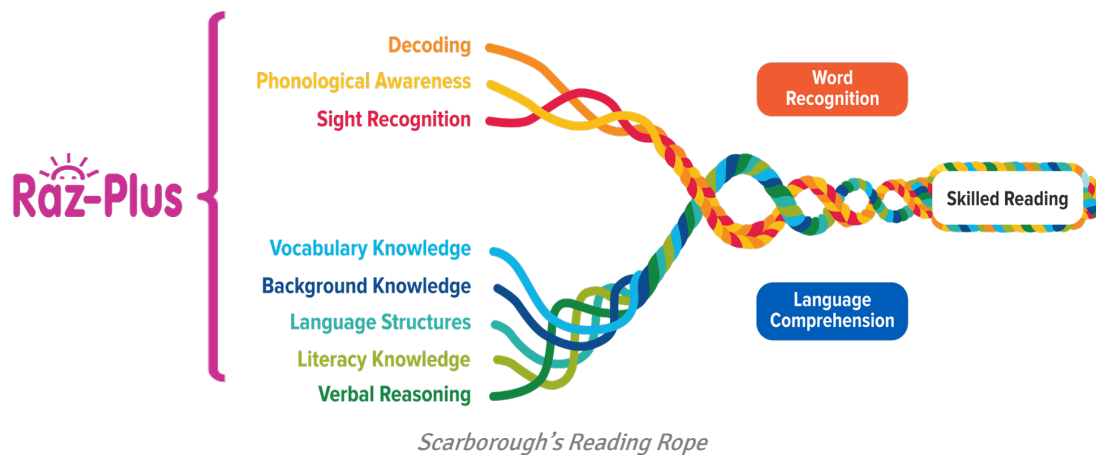 Raz-Plus
Decoding
Phonological Awareness
Sight Recognition
Vocabulary Knowledge
Background Knowledge
Language Structures
Literacy Knowledge
Verbal Reasoning
Word
Recognition
Skilled Reading
Language
Comprehension
Scarborough's Reading Rope